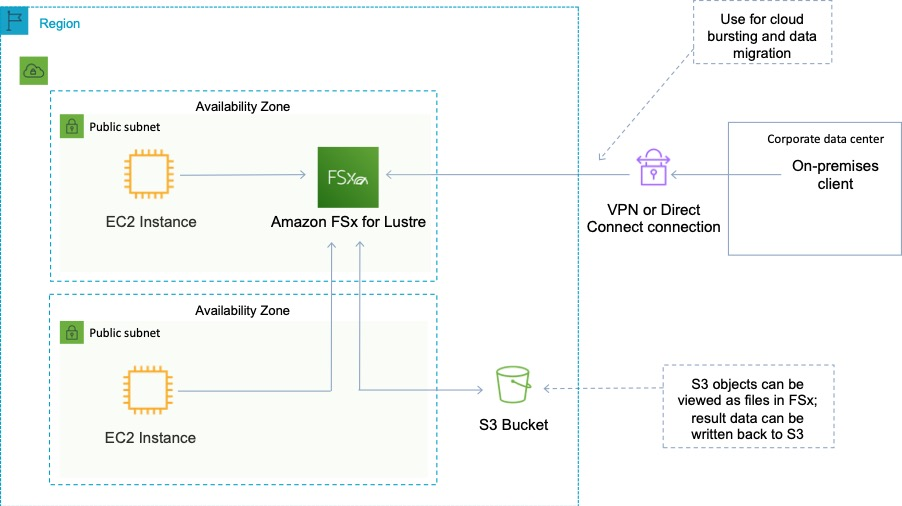 Region
Use for cloud
bursting and data
migration
Availability Zone
Public subnet
EC2 Instance
FSx
Amazon FSx for Lustre
VPN or Direct
Connect connection
Corporate data center
On-premises
client
Availability Zone
Public subnet
EC2 Instance
S3 Bucket
S3 objects can be
viewed as files in FSx;
result data can be
written back to S3